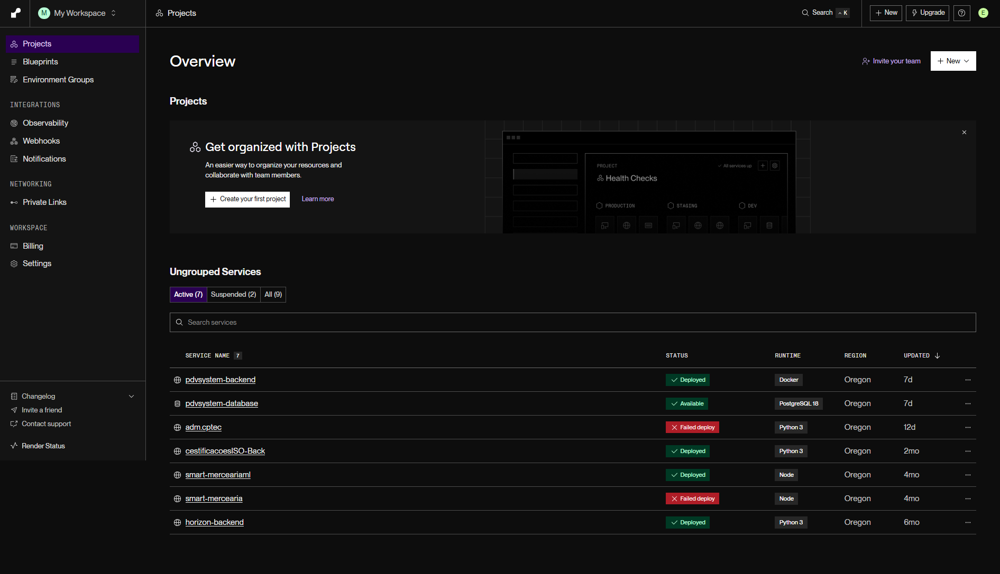 M My Workspace
Projects
Search ^ K
+ New
Upgrade
E
Projects
Blueprints
Environment Groups
INTEGRATIONS
Observability
Webhooks
Notifications
NETWORKING
Private Links
WORKSPACE
Billing
Settings
Changelog
Invite a friend
Contact support
Render Status
Overview
Invite your team
+ New
Projects
Get organized with Projects
An easier way to organize your resources and
collaborate with team members.
+ Create your first project
Learn more
PROJECT
All services up
Health Checks
PRODUCTION
STAGING
DEV
Ungrouped Services
Active (7)
Suspended (2)
All (9)
Search services
SERVICE NAME 7 STATUS RUNTIME REGION UPDATED
pdvsystem-backend Deployed Docker Oregon 7d
pdvsystem-database Available PostgreSQL 18 Oregon 7d
adm.cptec Failed deploy Python 3 Oregon 12d
cestificacoesISO-Back Deployed Python 3 Oregon 2mo
smart-merceariaml Deployed Node Oregon 4mo
smart-mercearia Failed deploy Node Oregon 4mo
horizon-backend Deployed Python 3 Oregon 6mo